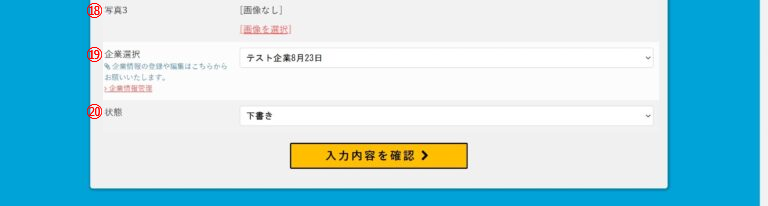 ⑱ 写真3 [画像なし]
[画像を選択]
⑲ 企業選択 テスト企業8月23日
企業情報の登録や編集はこちらから
お願いいたします。
› 企業情報管理
⑳ 状態 下書き
入力内容を確認 ❯